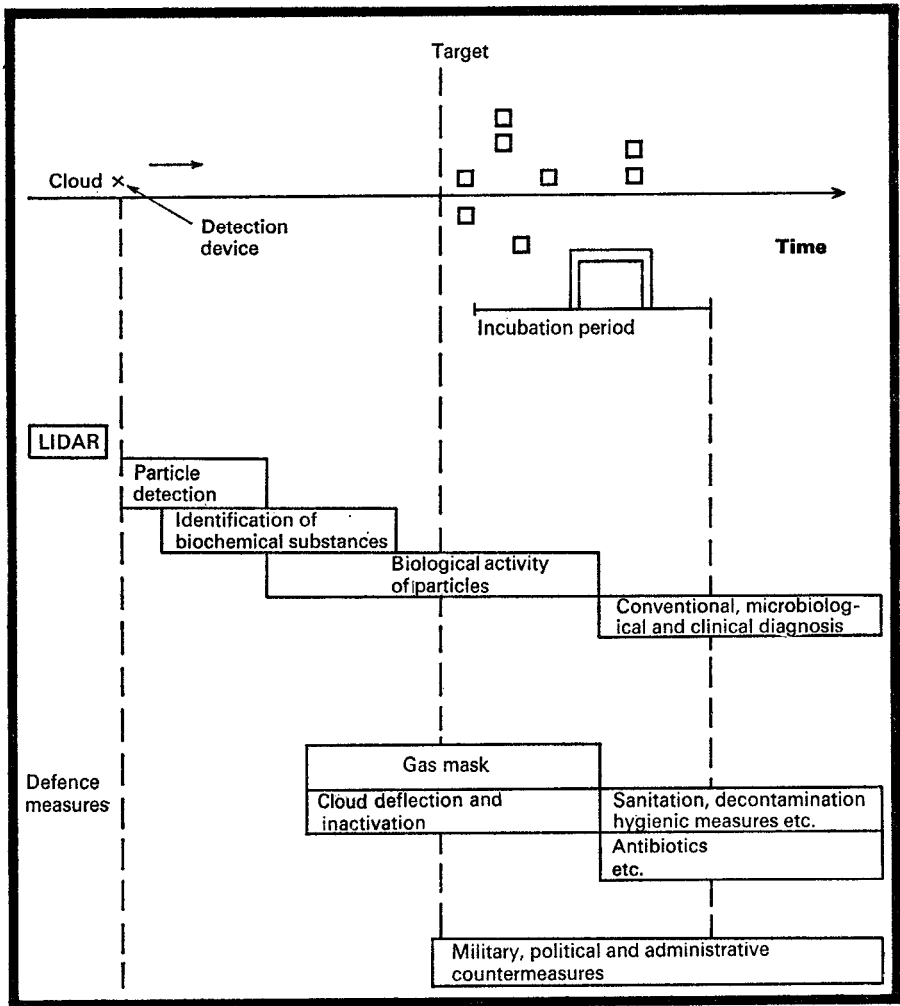 Target
Cloud ×
Detection
device
Time
Incubation period
LIDAR
Particle
detection
Identification of
biochemical substances
Biological activity
of particles
Conventional, microbiolog-
ical and clinical diagnosis
Defence
measures
Gas mask
Cloud deflection and
inactivation
Sanitation, decontamination
hygienic measures etc.
Antibiotics
etc.
Military, political and administrative
countermeasures